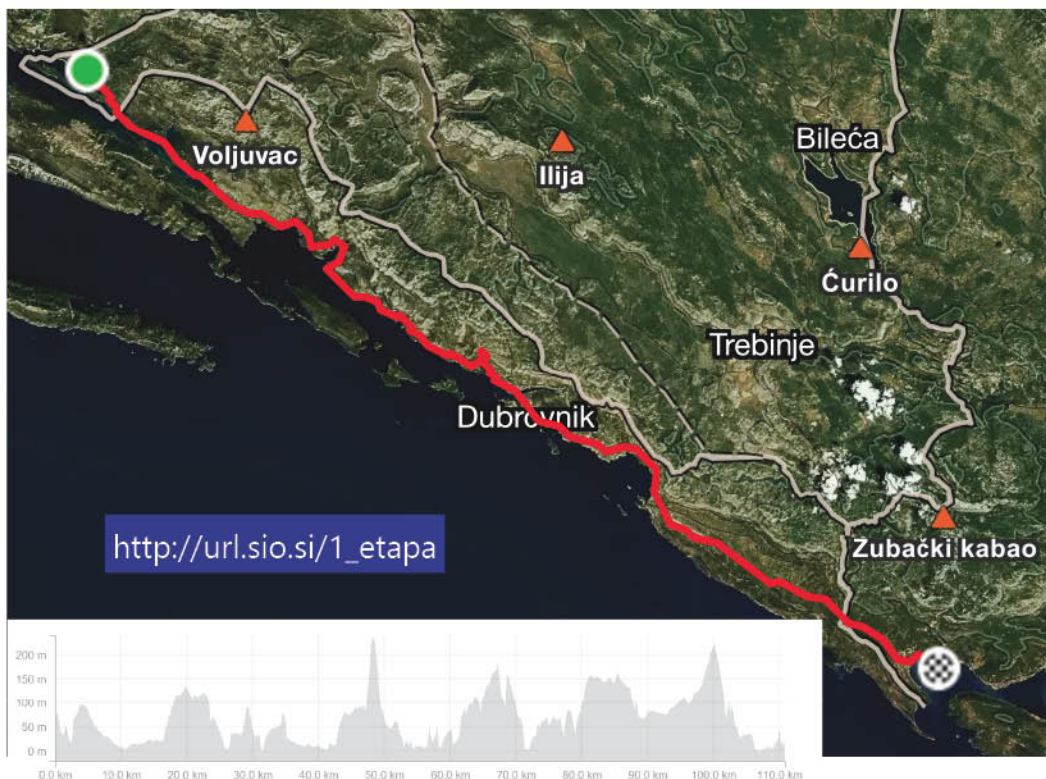 Voljuvac
Ilija
Bileća
Ćurilo
Trebinje
Dubrovnik
Zubački kabao
http://url.sio.si/1_etapa
200 m
150 m
100 m
50 m
0 m
0.0 km 10.0 km 20.0 km 30.0 km 40.0 km 50.0 km 60.0 km 70.0 km 80.0 km 90.0 km 100.0 km 110.0 km